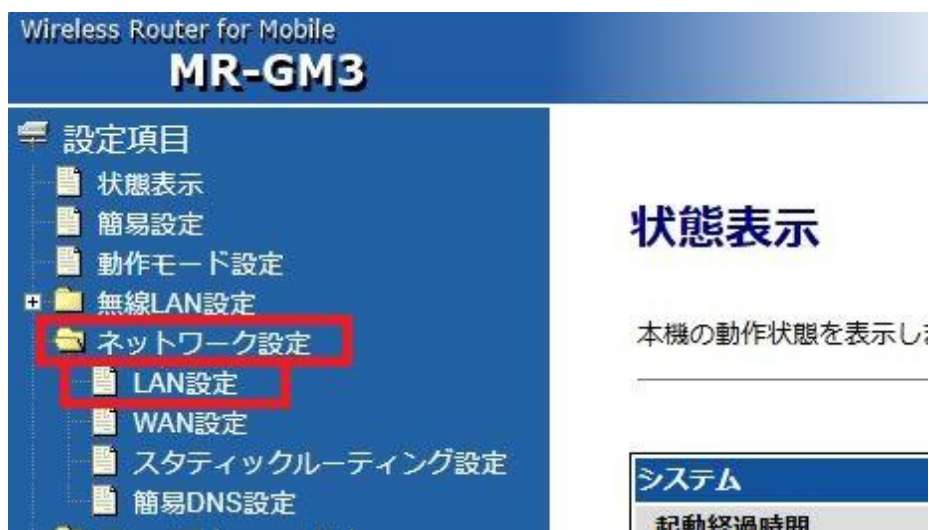 Wireless Router for Mobile
MR-GM3
設定項目
状態表示
簡易設定
動作モード設定
無線LAN設定
ネットワーク設定
LAN設定
WAN設定
スタティックルーティング設定
簡易DNS設定
状態表示
本機の動作状態を表示し
システム
起動経過時間